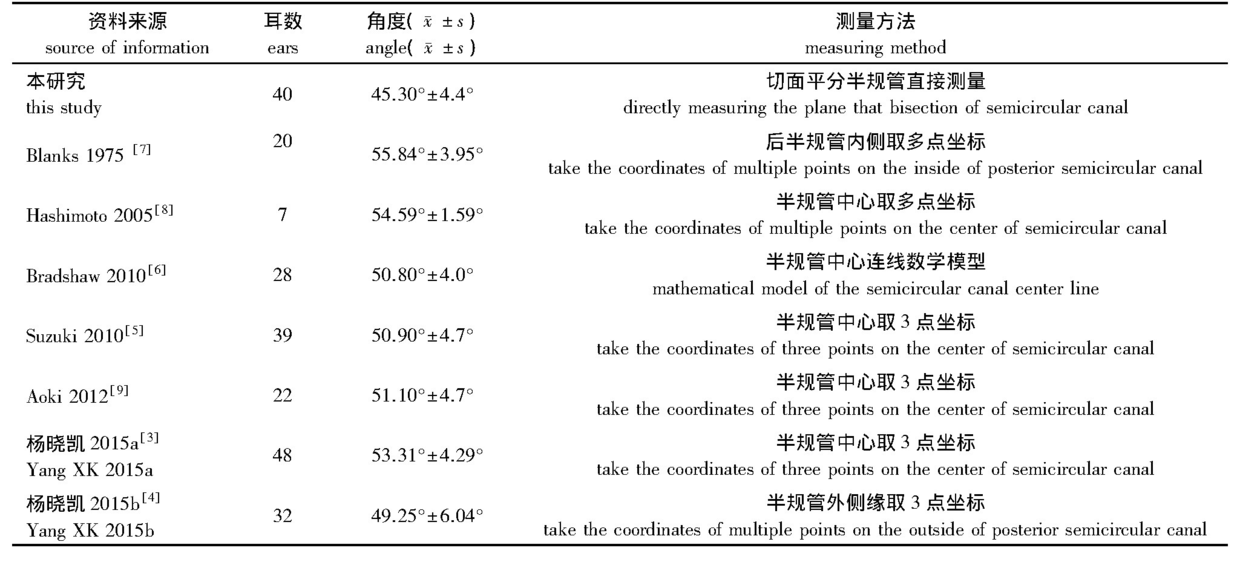 资料来源 耳数 角度( x̄ ±s) 测量方法
source of information ears angle( x̄ ±s) measuring method
本研究
this study 40 45.30°±4.4° 切面平分半规管直接测量
directly measuring the plane that bisection of semicircular canal
Blanks 1975 [7] 20 55.84°±3.95° 后半规管内侧取多点坐标
take the coordinates of multiple points on the inside of posterior semicircular canal
Hashimoto 2005[8] 7 54.59°±1.59° 半规管中心取多点坐标
take the coordinates of multiple points on the center of semicircular canal
Bradshaw 2010[6] 28 50.80°±4.0° 半规管中心连线数学模型
mathematical model of the semicircular canal center line
Suzuki 2010[5] 39 50.90°±4.7° 半规管中心取3点坐标
take the coordinates of three points on the center of semicircular canal
Aoki 2012[9] 22 51.10°±4.7° 半规管中心取3点坐标
take the coordinates of three points on the center of semicircular canal
杨晓凯2015a[3]
Yang XK 2015a 48 53.31°±4.29° 半规管中心取3点坐标
take the coordinates of three points on the center of semicircular canal
杨晓凯2015b[4]
Yang XK 2015b 32 49.25°±6.04° 半规管外侧缘取3点坐标
take the coordinates of multiple points on the outside of posterior semicircular canal